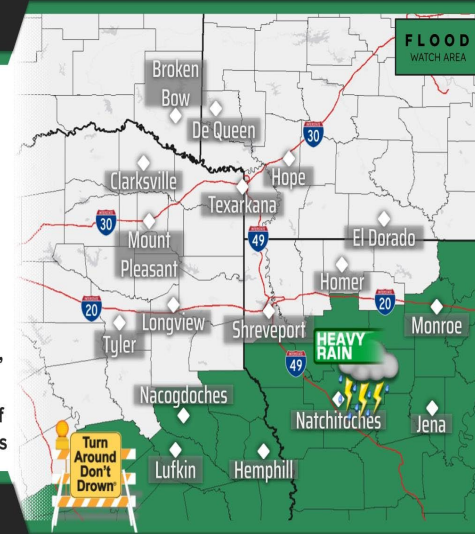 FLOOD
WATCH AREA
Broken
Bow
De Queen
30
Clarksville
Hope
Texarkana
30
Mount
Pleasant
49
El Dorado
Homer
20
Longview
20
Tyler
Shreveport
Monroe
,
HEAVY
RAIN
49
Nacogdoches
Natchitoches
Jena
f
s
Turn
Around
Don't
Drown®
Lufkin
Hemphill